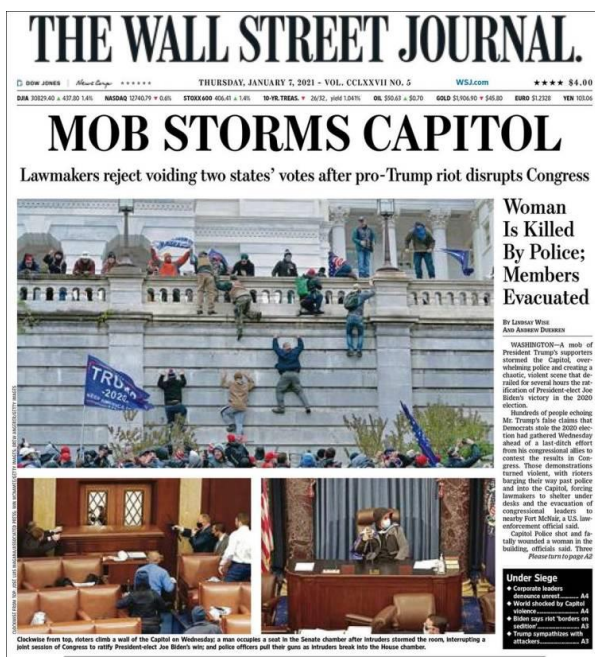 THE WALL STREET JOURNAL.
DOW JONES | News Corp ******
THURSDAY, JANUARY 7, 2021 - VOL. CCLXXVII NO. 5
WSJ.com
★★★★ $4.00
DJIA 30829.40 ▲ 437.80 1.4% NASDAQ 12740.79 ▼ 0.6% STOXX 600 406.41 ▲ 1.4% 10-YR. TREAS. ▼ 26/32, yield 1.041% OIL $50.63 ▲ $0.70 GOLD $1,906.90 ▼ $45.80 EURO $1.2328 YEN 103.06
MOB STORMS CAPITOL
Lawmakers reject voiding two states' votes after pro-Trump riot disrupts Congress
TRUMP
-2020-
Clockwise from top, rioters climb a wall of the Capitol on Wednesday; a man occupies a seat in the Senate chamber after intruders stormed the room, interrupting a
joint session of Congress to ratify President-elect Joe Biden's win; and police officers pull their guns as intruders break into the House chamber.
Woman
Is Killed
By Police;
Members
Evacuated
BY LINDSAY WISE
AND ANDREW DUEHREN
WASHINGTON—A mob of
President Trump's supporters
stormed the Capitol, over-
whelming police and creating a
chaotic, violent scene that de-
railed for several hours the rat-
ification of President-elect Joe
Biden's victory in the 2020
election.
Hundreds of people echoing
Mr. Trump's false claims that
Democrats stole the 2020 elec-
tion had gathered Wednesday
ahead of a last-ditch effort
from his congressional allies to
contest the results in Con-
gress. Those demonstrations
turned violent, with rioters
barging their way past police
and into the Capitol, forcing
lawmakers to shelter under
desks and the evacuation of
congressional leaders to
nearby Fort McNair, a U.S. law-
enforcement official said.
Capitol Police shot and fa-
tally wounded a woman in the
building, officials said. Three
Please turn to page A2
Under Siege
◆ Corporate leaders
denounce unrest........... A4
◆ World shocked by Capitol
violence........... A4
◆ Biden says riot 'borders on
sedition'........... A3
◆ Trump sympathizes with
attackers........... A3